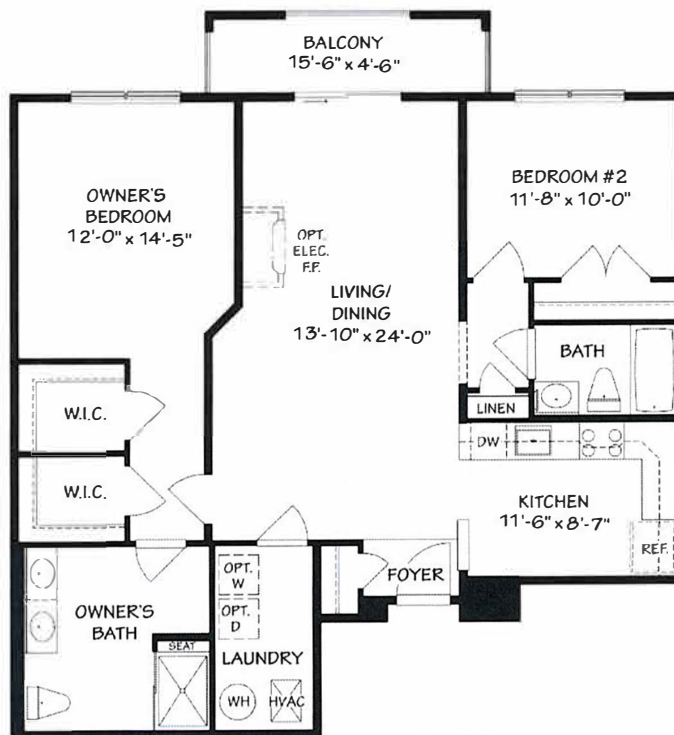 BALCONY
15'-6" x 4'-6"
OWNER'S
BEDROOM
12'-0" x 14'-5"
OPT.
ELEC.
F.P.
LIVING/
DINING
13'-10" x 24'-0"
BEDROOM #2
11'-8" x 10'-0"
BATH
LINEN
W.I.C.
W.I.C.
DW
KITCHEN
11'-6" x 8'-7"
REF.
FOYER
OPT.
W
OPT.
D
LAUNDRY
WH
HVAC
OWNER'S
BATH
SEAT